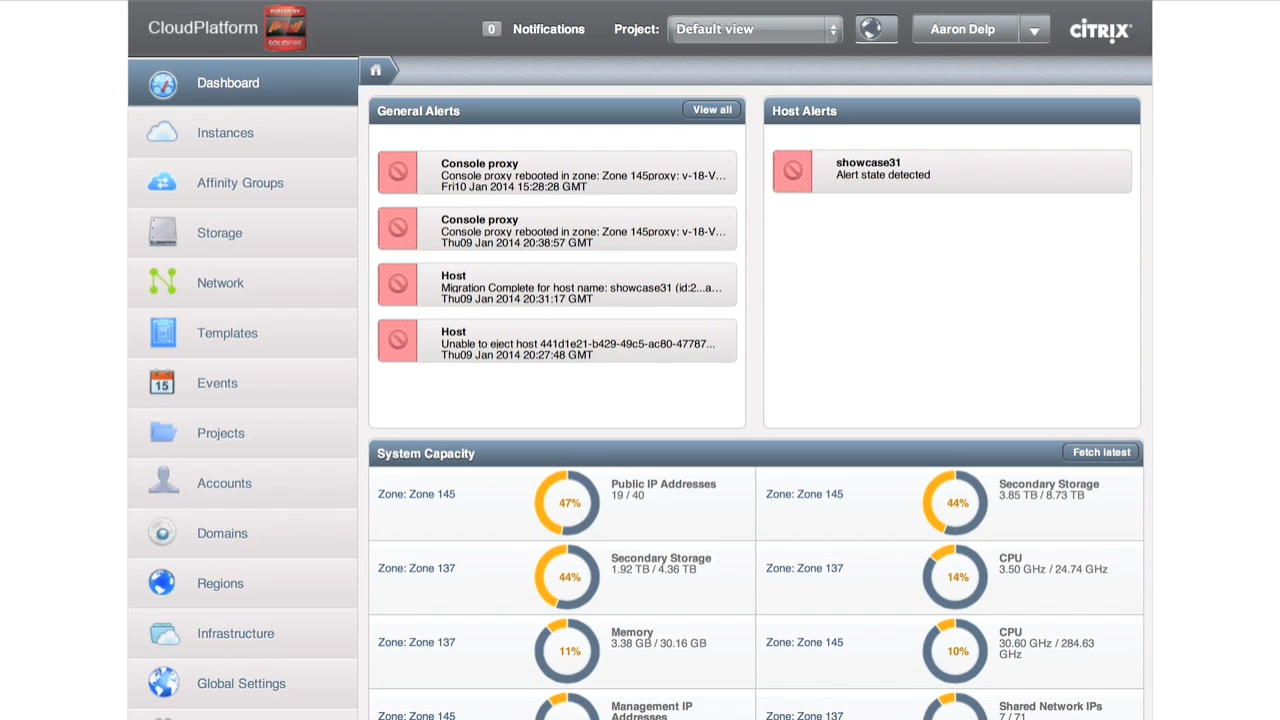 CloudPlatform
FUELED BY
SOLIDFIRE
0 Notifications
Project: Default view
Aaron Delp
CITRIX
Dashboard
Instances
Affinity Groups
Storage
Network
Templates
Events
15
Projects
Accounts
Domains
Regions
Infrastructure
Global Settings
General Alerts
View all
Console proxy
Console proxy rebooted in zone: Zone 145proxy: v-18-V...
Fri10 Jan 2014 15:28:28 GMT
Console proxy
Console proxy rebooted in zone: Zone 145proxy: v-18-V...
Thu09 Jan 2014 20:38:57 GMT
Host
Migration Complete for host name: showcase31 (id:2...a...
Thu09 Jan 2014 20:31:17 GMT
Host
Unable to eject host 441d1e21-b429-49c5-ac80-47787...
Thu09 Jan 2014 20:27:48 GMT
Host Alerts
showcase31
Alert state detected
System Capacity
Fetch latest
Zone: Zone 145
47%
Public IP Addresses
19 / 40
Zone: Zone 145
44%
Secondary Storage
3.85 TB / 8.73 TB
Zone: Zone 137
44%
Secondary Storage
1.92 TB / 4.36 TB
Zone: Zone 137
14%
CPU
3.50 GHz / 24.74 GHz
Zone: Zone 137
11%
Memory
3.38 GB / 30.16 GB
Zone: Zone 145
10%
CPU
30.60 GHz / 284.63
GHz
Zone: Zone 145
Management IP
Addresses
Zone: Zone 137
Shared Network IPs
7 / 71